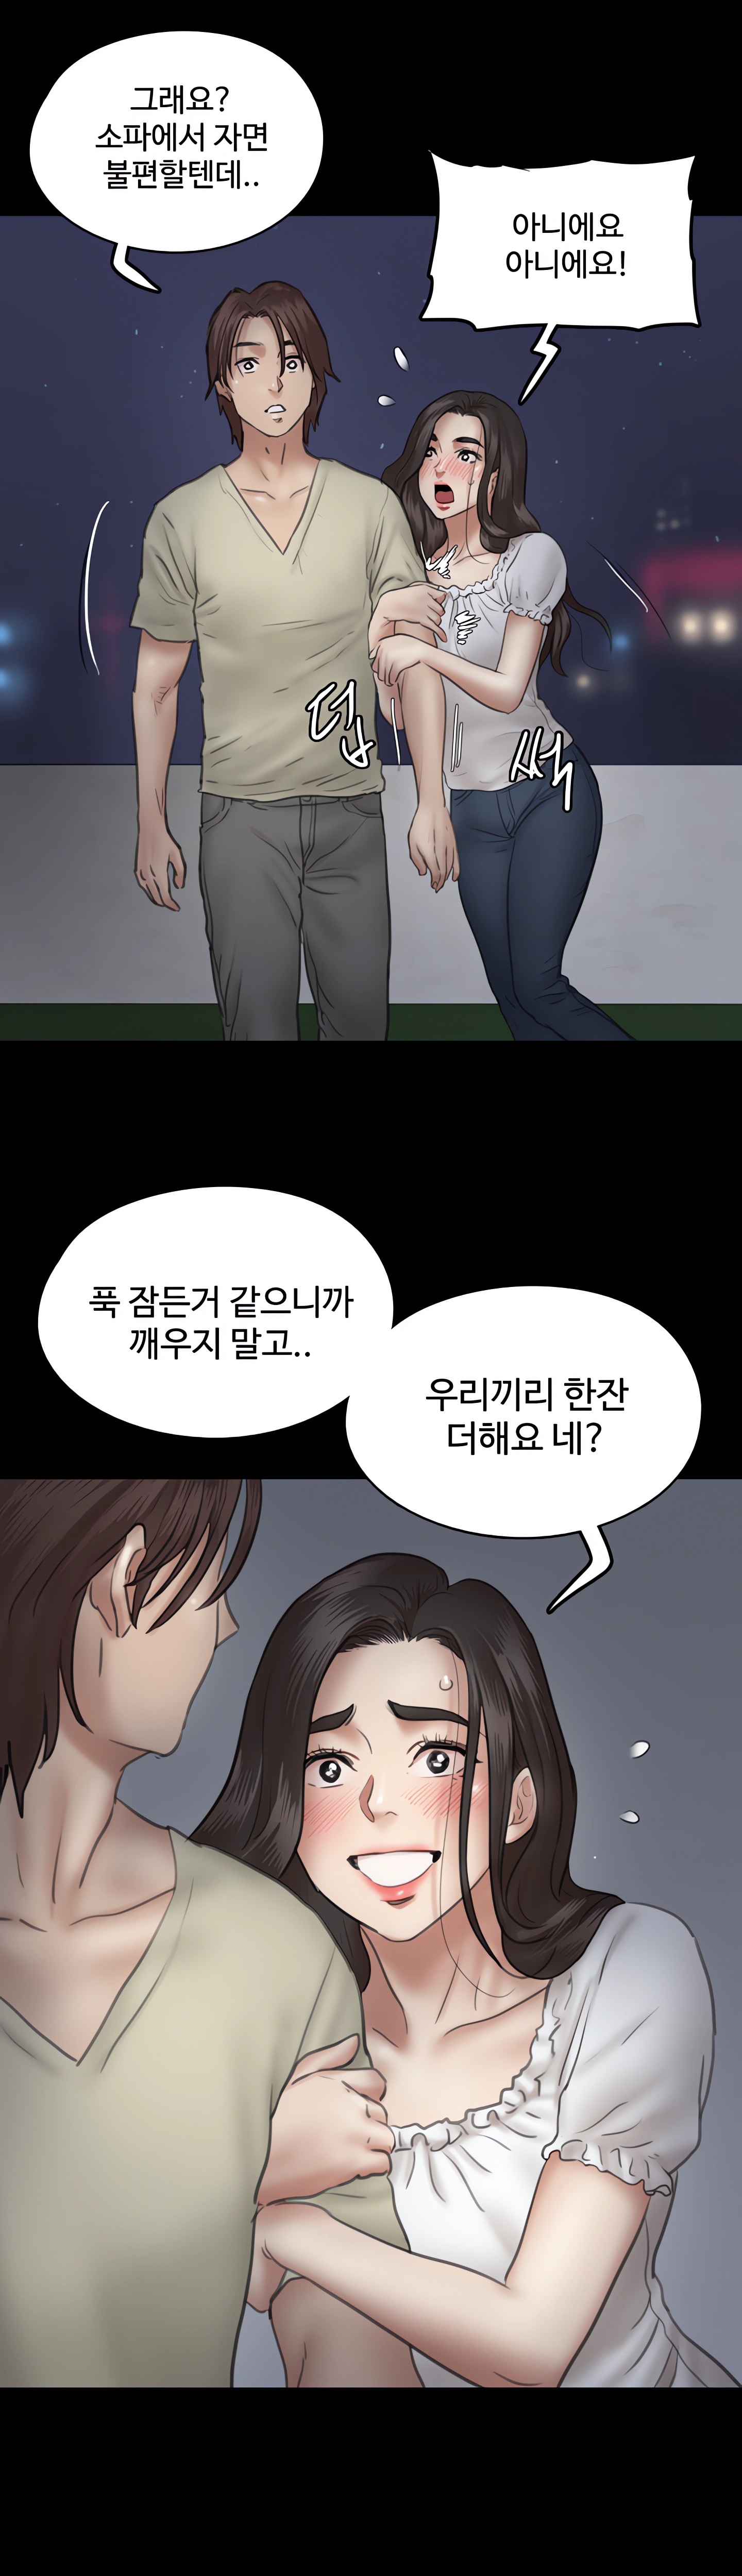 그래요?
소파에서 자면
불편할텐데..
아니에요
아니에요!
덥
썩
푹 잠든거 같으니까
깨우지 말고..
우리끼리 한잔
더해요 네?